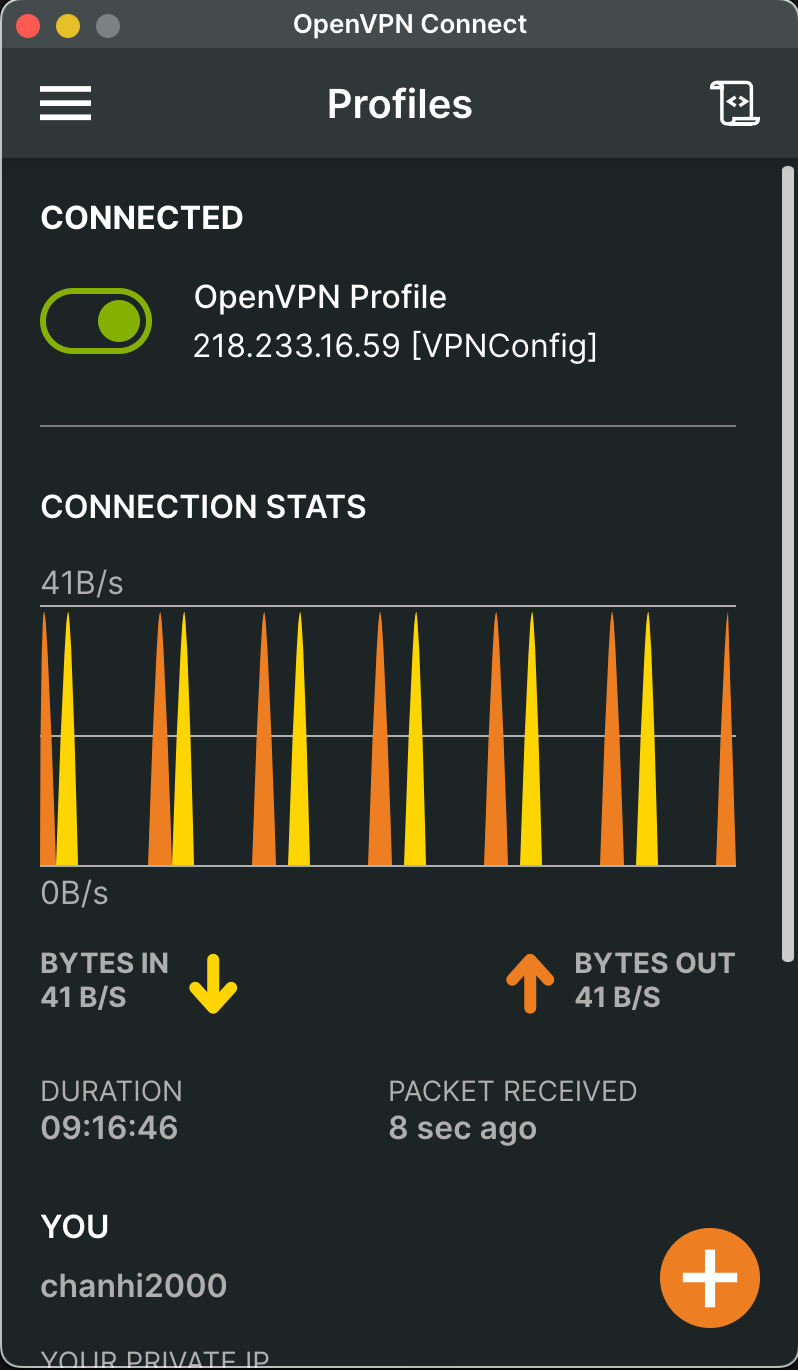 OpenVPN Connect
Profiles
CONNECTED
OpenVPN Profile
218.233.16.59 [VPNConfig]
CONNECTION STATS
41B/s
0B/s
BYTES IN
41 B/S
BYTES OUT
41 B/S
DURATION
09:16:46
PACKET RECEIVED
8 sec ago
YOU
chanhi2000
YOUR PRIVATE IP